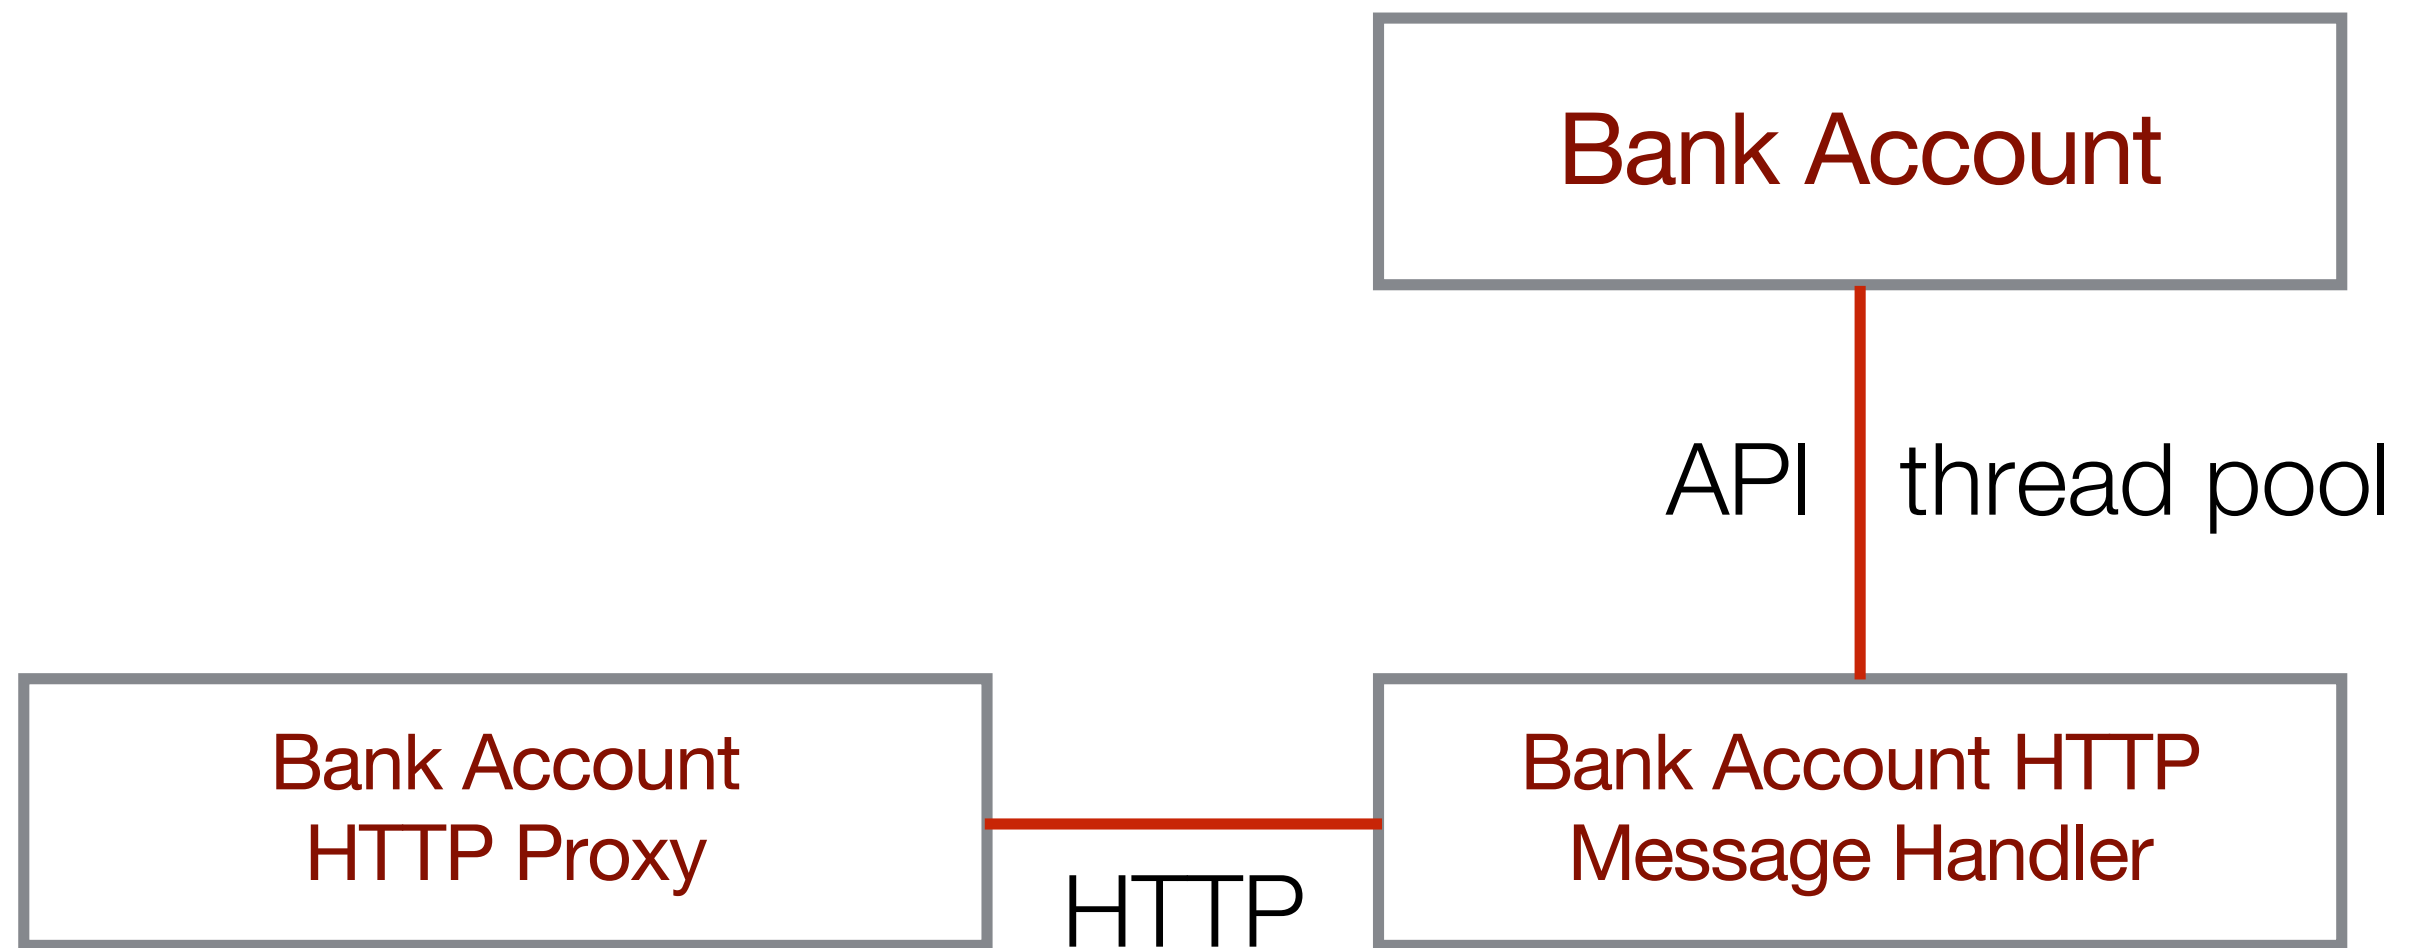 Bank Account
API
thread pool
Bank Account
HTTP Proxy
HTTP
Bank Account HTTP
Message Handler